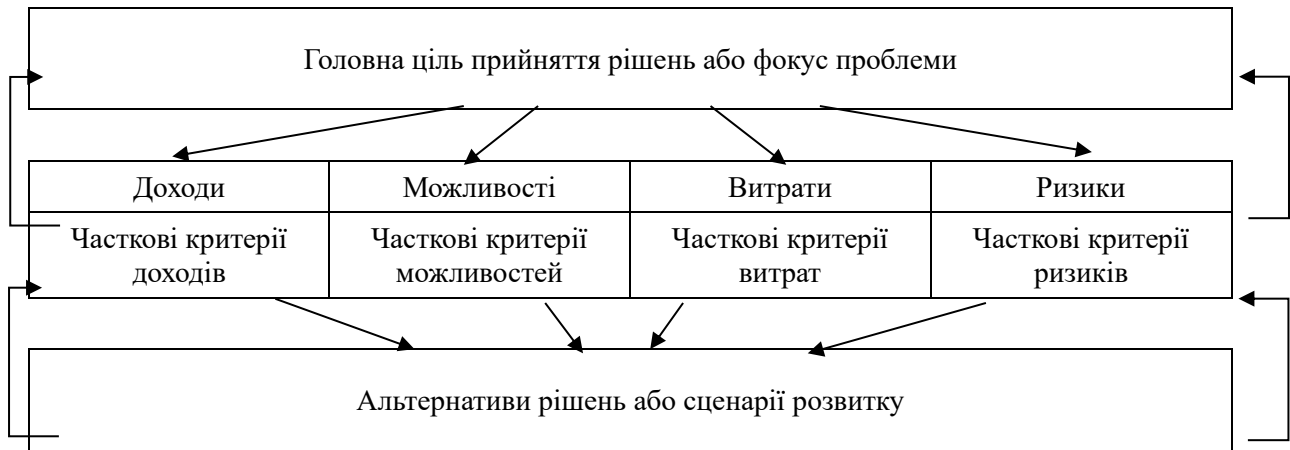 Головна ціль прийняття рішень або фокус проблеми
Доходи
Можливості
Витрати
Ризики
Часткові критерії
доходів
Часткові критерії
можливостей
Часткові критерії
витрат
Часткові критерії
ризиків
Альтернативи рішень або сценарії розвитку